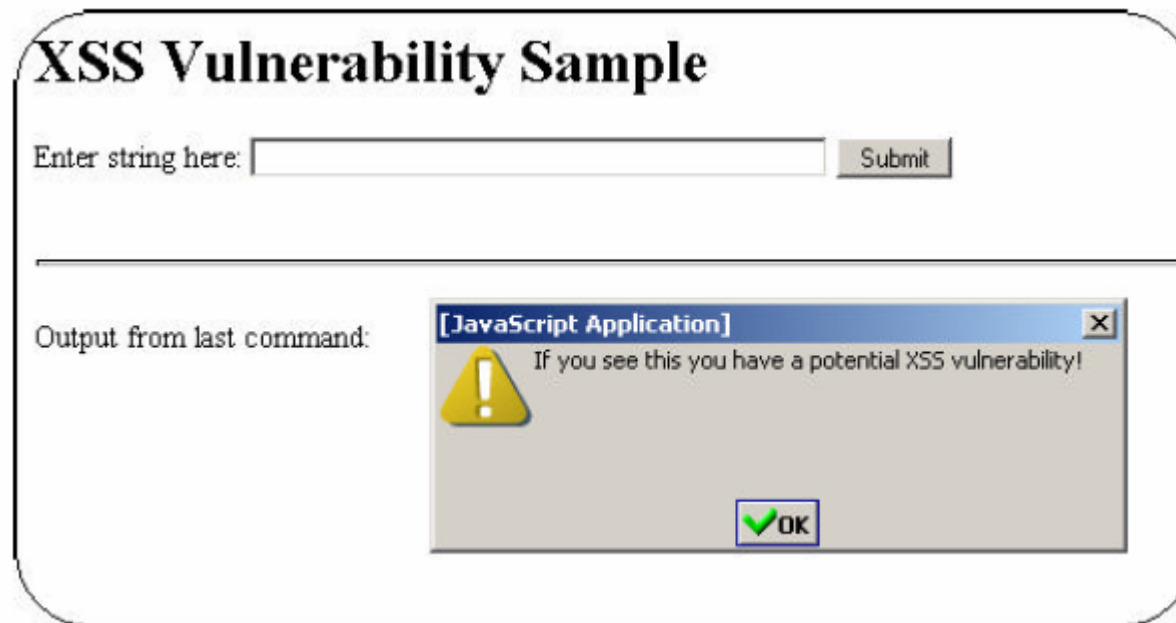 XSS Vulnerability Sample
Enter string here:
Submit
Output from last command:
[JavaScript Application]
If you see this you have a potential XSS vulnerability!
OK